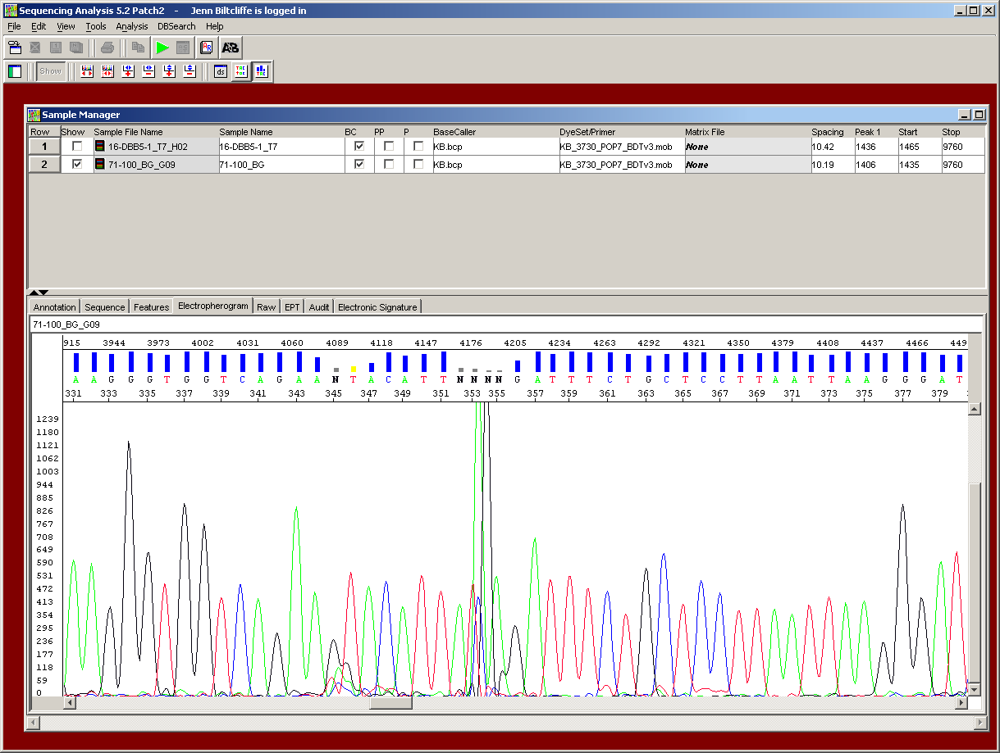 Sequencing Analysis 5.2 Patch2 - Jenn Biltcliffe is logged in
File Edit View Tools Analysis DBSearch Help
Show
ds
Sample Manager
Row Show Sample File Name Sample Name BC PP P BaseCaller DyeSet/Primer Matrix File Spacing Peak 1 Start Stop
1 16-DBB5-1_T7_H02 16-DBB5-1_T7 KB.bcp KB_3730_POP7_BDTv3.mob None 10.42 1436 1465 9760
2 71-100_BG_G09 71-100_BG KB.bcp KB_3730_POP7_BDTv3.mob None 10.19 1406 1435 9760
Annotation Sequence Features Electropherogram Raw EPT Audit Electronic Signature
71-100_BG_G09
915 3944 3973 4002 4031 4060 4089 4118 4147 4176 4205 4234 4263 4292 4321 4350 4379 4408 4437 4466 449
A A G G G T G G T C A G A A N T A C A T T N N N N G A T T T C T G C T C C T T A A T T A A G G G A T
331 333 335 337 339 341 343 345 347 349 351 353 355 357 359 361 363 365 367 369 371 373 375 377 379
1239
1180
1121
1062
1003
944
885
826
767
708
649
590
531
472
413
354
295
236
177
118
59
0